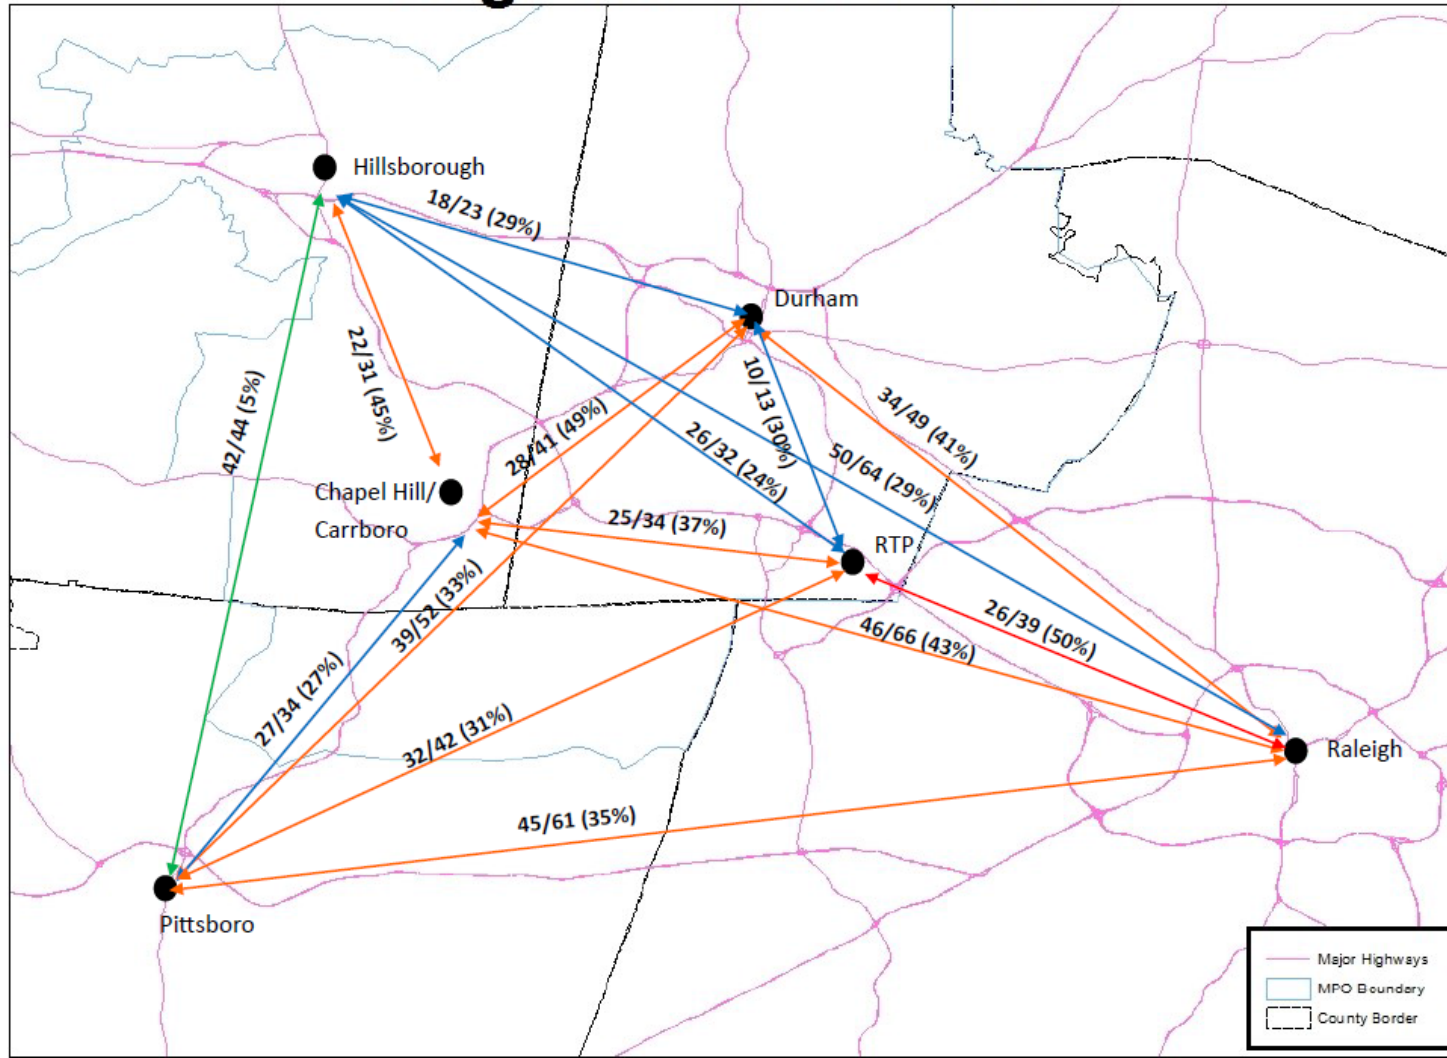 Hillsborough
18/23 (29%)
Durham
22/31 (45%)
42/44 (5%)
10/13 (30%)
34/49 (41%)
28/41 (49%)
26/32 (24%)
50/64 (29%)
Chapel Hill/
Carrboro
25/34 (37%)
RTP
39/52 (33%)
26/39 (50%)
46/66 (43%)
27/34 (27%)
32/42 (31%)
Raleigh
45/61 (35%)
Pittsboro
Major Highways
MPO Boundary
County Border